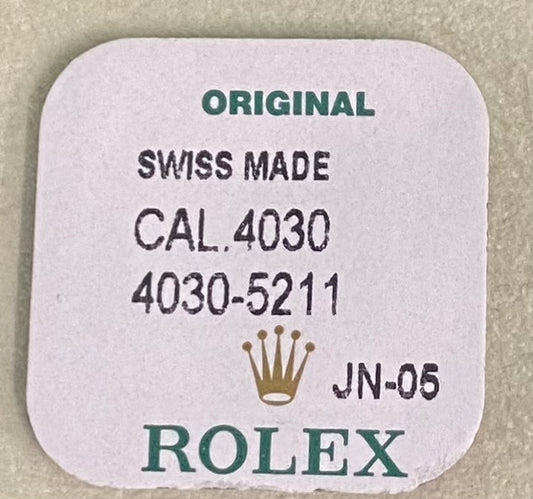 ORIGINAL
SWISS MADE
CAL.4030
4030-5211
JN-05
ROLEX